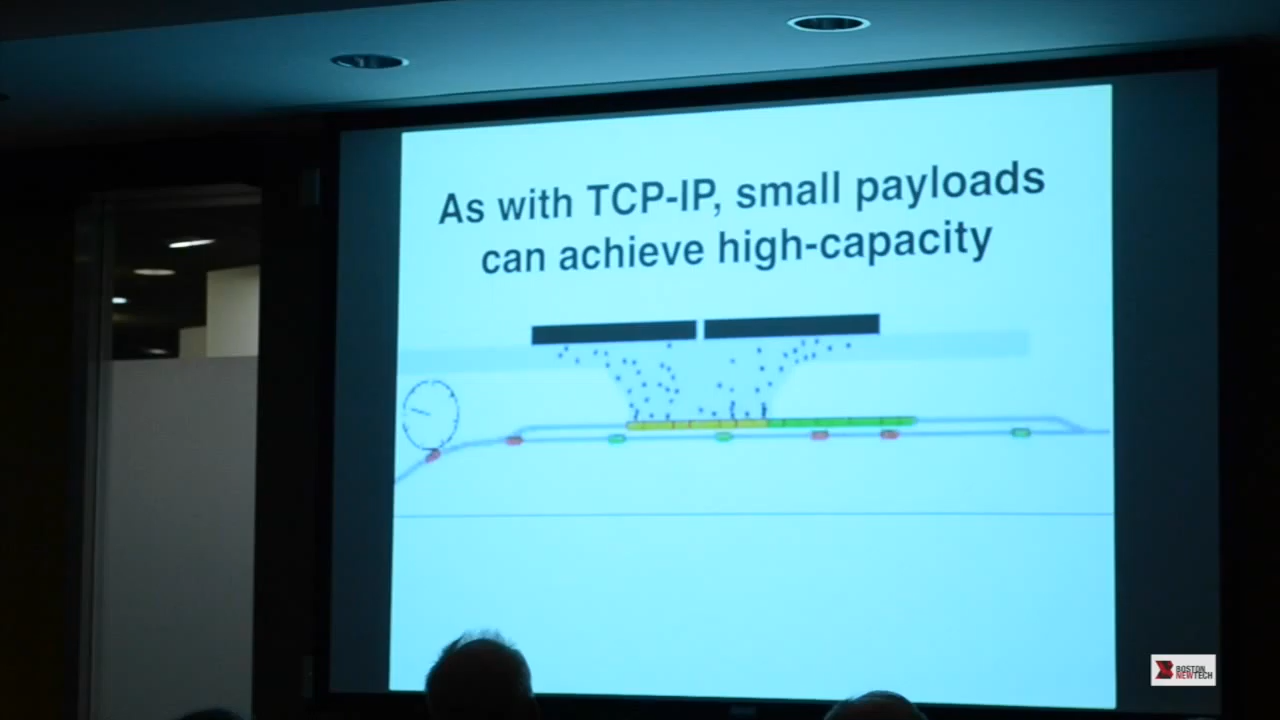 As with TCP-IP, small payloads
can achieve high-capacity
BOSTON
NEWTECH